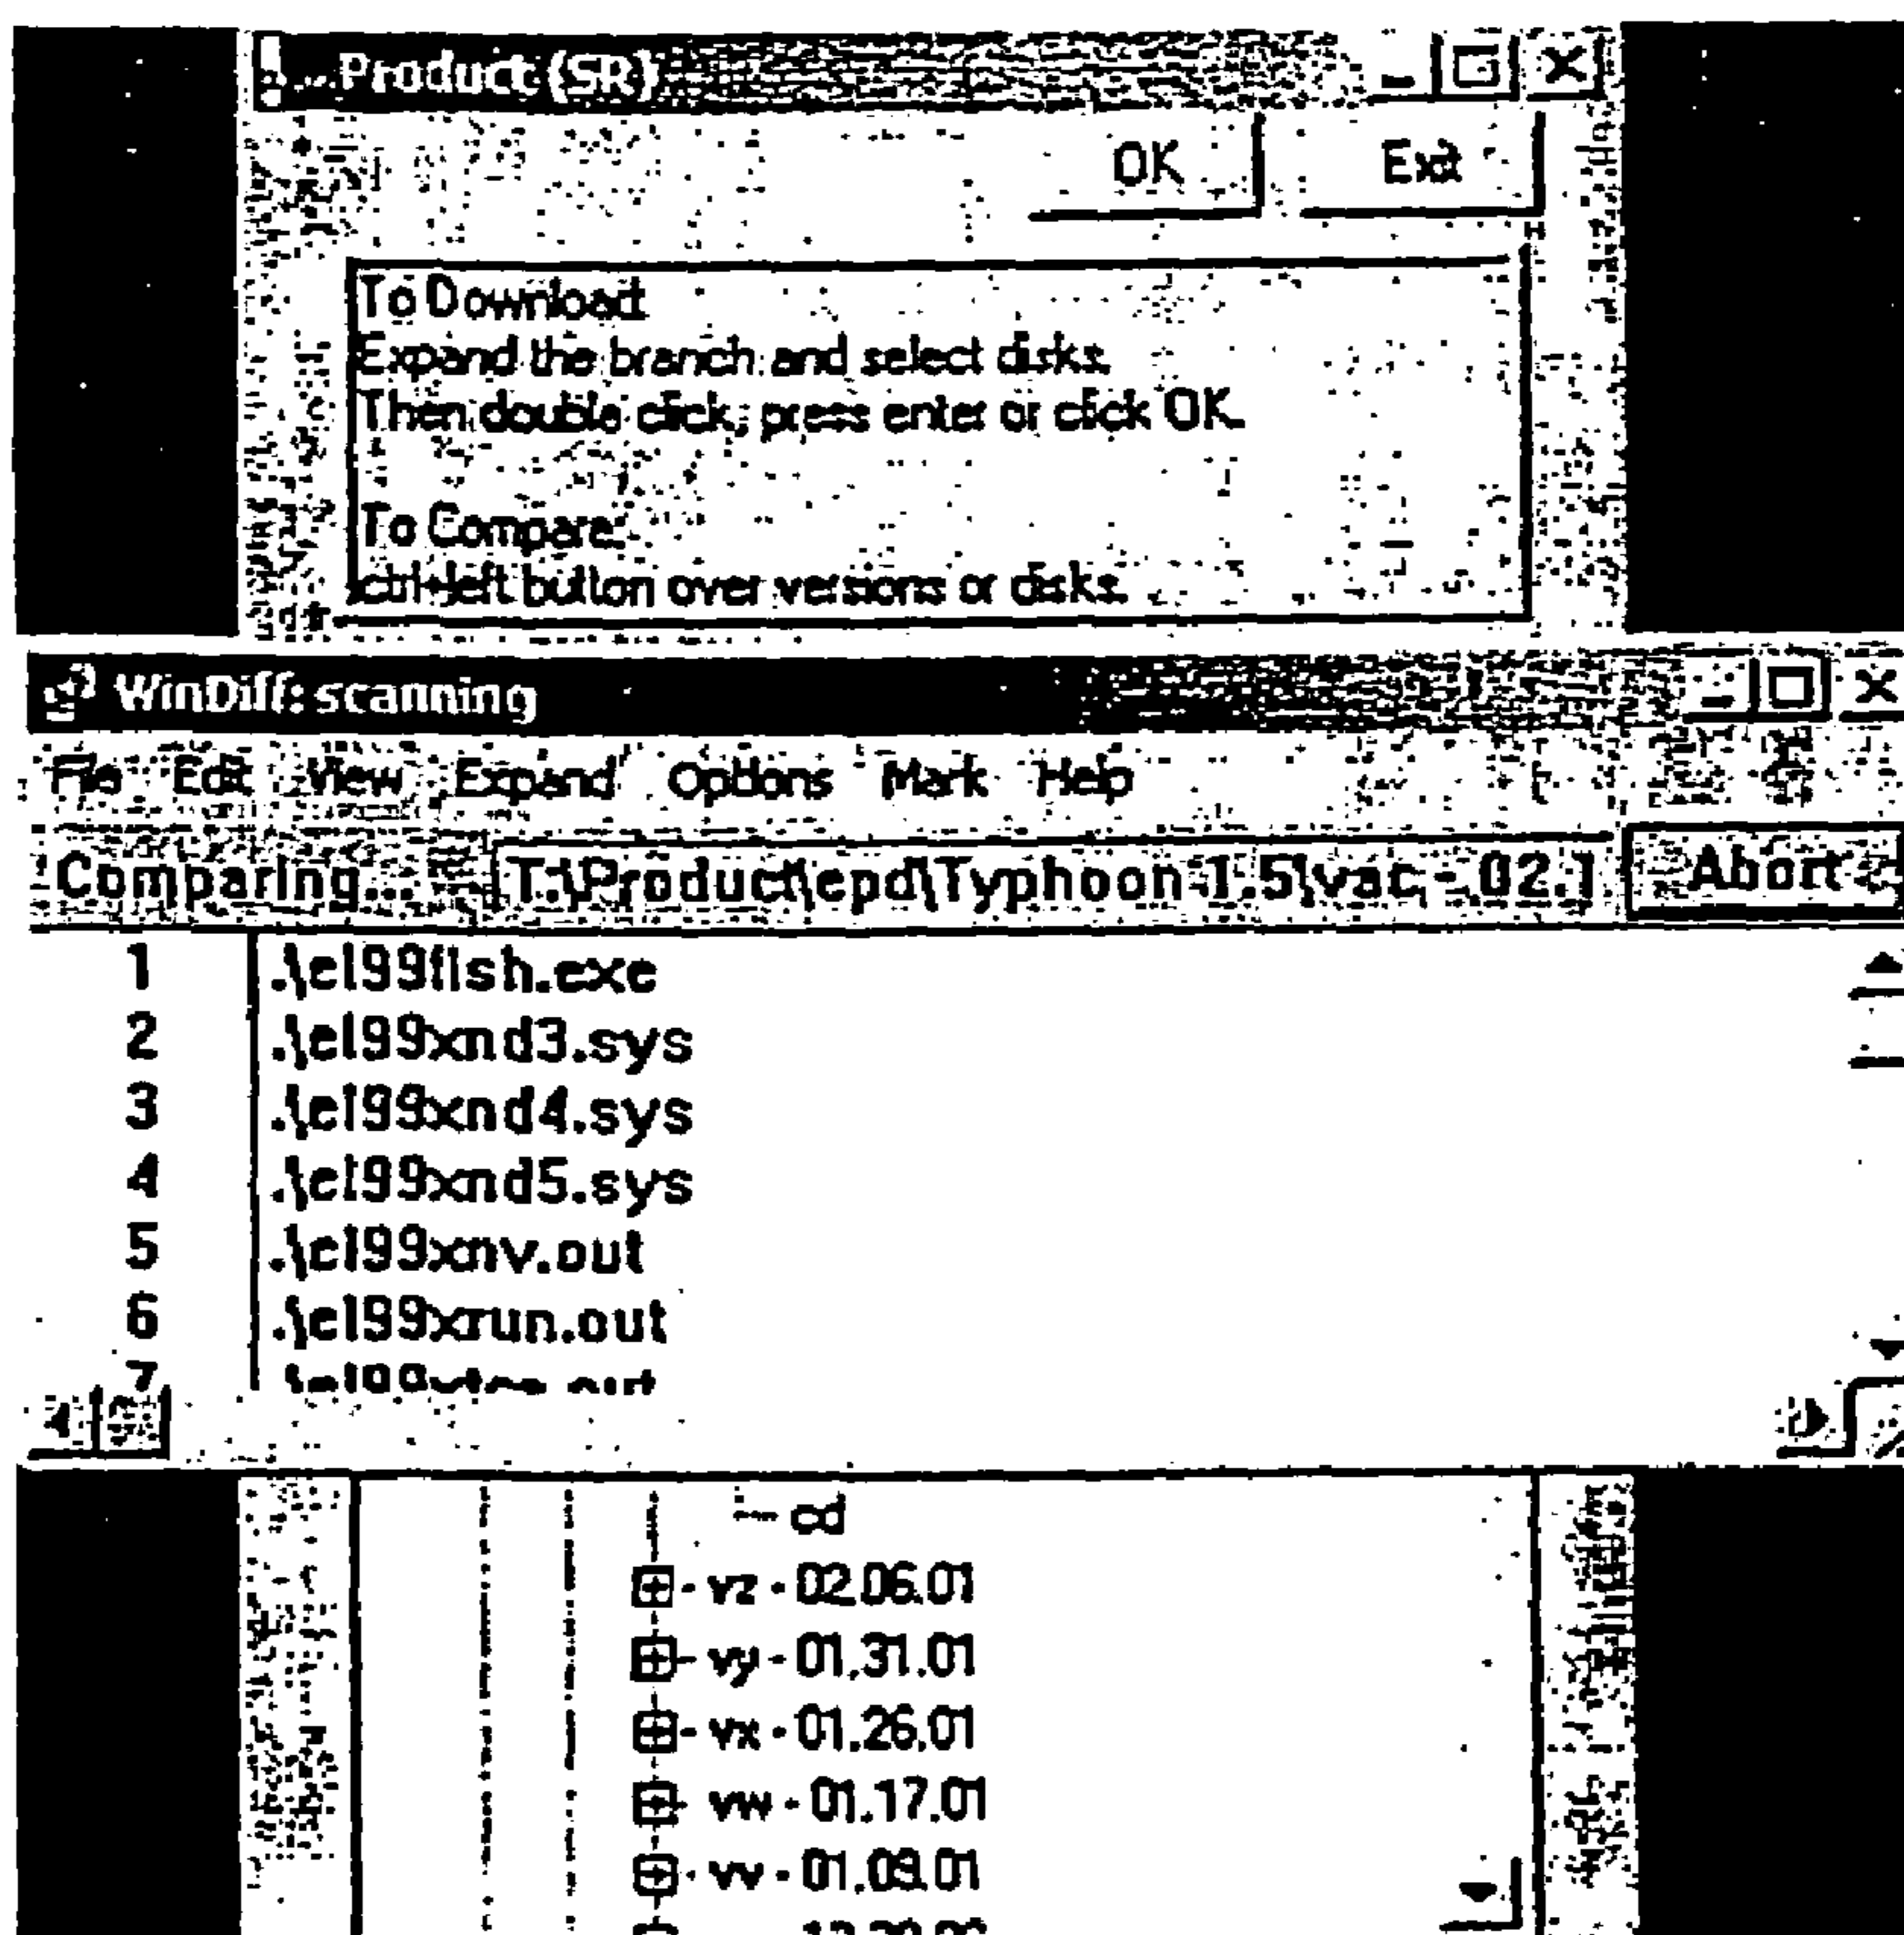 ...Product (SR)
OK Exit
To Download:
Expand the branch and select disks.
Then double click, press enter or click OK.
To Compare:
ctrl-left button over versions or disks.
WinDiff: scanning
File Edit View Expand Options Mark Help
Comparing... T:\Product\epd\Typhoon 1.5\vac - 02.1 Abort
1 .\el99flsh.exe
2 .\el99xnd3.sys
3 .\el99xnd4.sys
4 .\el99xnd5.sys
5 .\el99xnv.out
6 .\el99xrun.out
7
cd
vz - 02.06.01
vy - 01.31.01
vx - 01.26.01
vw - 01.17.01
vv - 01.03.01